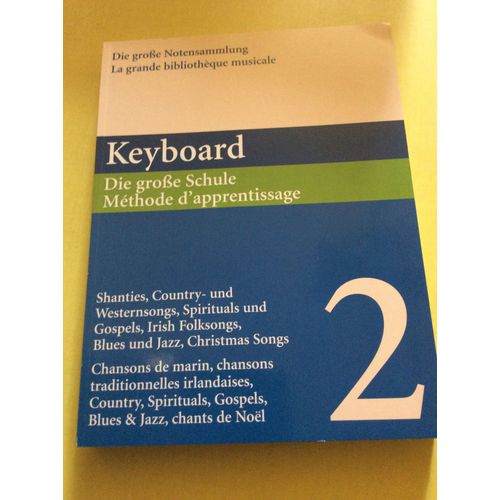 Die große Notensammlung
La grande bibliothèque musicale
Keyboard
Die große Schule
Méthode d'apprentissage
Shanties, Country- und
Westernsongs, Spirituals und
Gospels, Irish Folksongs,
Blues und Jazz, Christmas Songs
Chansons de marin, chansons
traditionnelles irlandaises,
Country, Spirituals, Gospels,
Blues & Jazz, chants de Noël
2